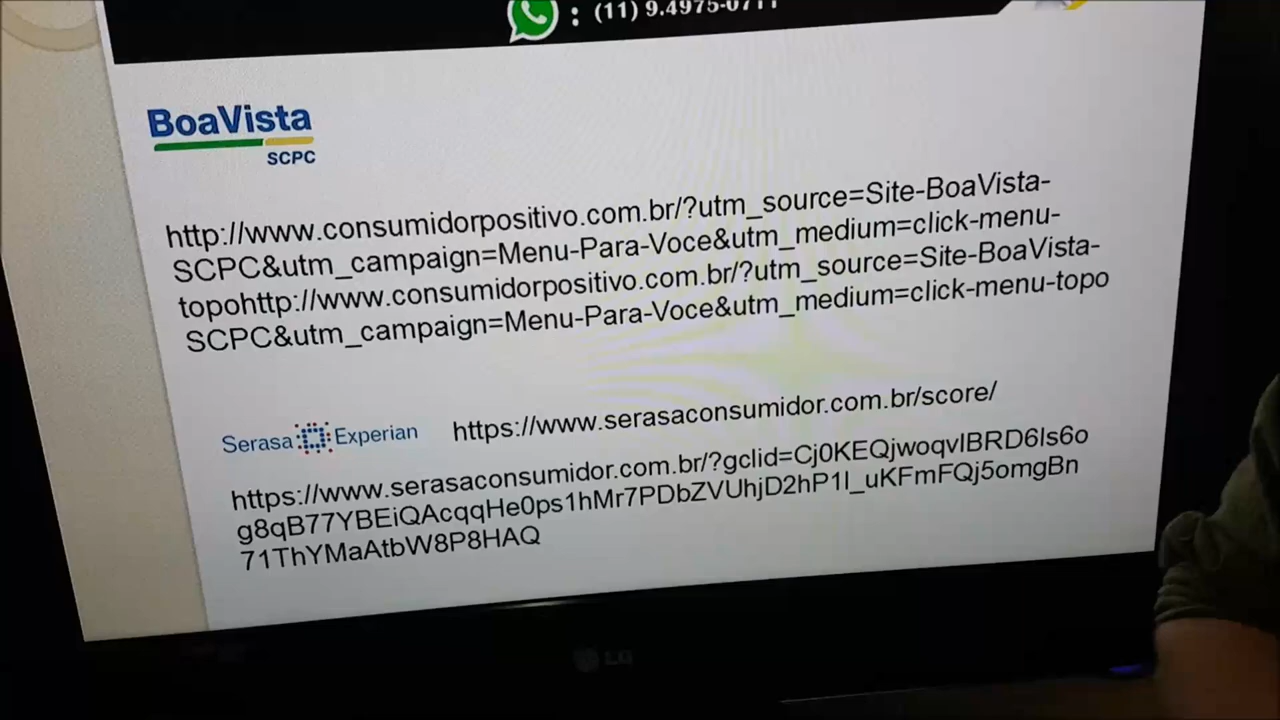 : (11) 9.4975-0711
BoaVista
SCPC
http://www.consumidorpositivo.com.br/?utm_source=Site-BoaVista-
SCPC&utm_campaign=Menu-Para-Voce&utm_medium=click-menu-
topohttp://www.consumidorpositivo.com.br/?utm_source=Site-BoaVista-
SCPC&utm_campaign=Menu-Para-Voce&utm_medium=click-menu-topo
Serasa Experian https://www.serasaconsumidor.com.br/score/
https://www.serasaconsumidor.com.br/?gclid=Cj0KEQjwoqvIBRD6ls6o
g8qB77YBEiQAcqqHe0ps1hMr7PDbZVUhjD2hP1l_uKFmFQj5omgBn
71ThYMaAtbW8P8HAQ
LG